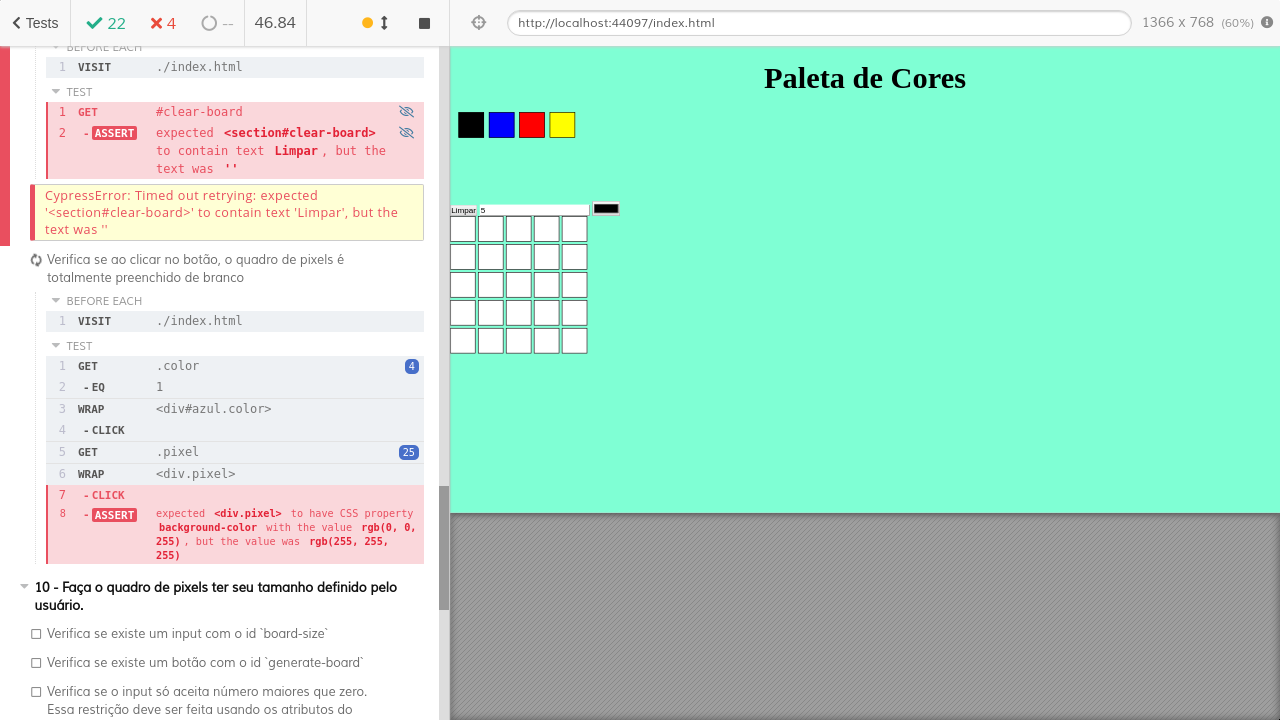 Tests
22
4
--
46.84
http://localhost:44097/index.html
1366 x 768 (60%)
BEFORE EACH
1 VISIT ./index.html
TEST
1 GET #clear-board
2 - ASSERT expected <section#clear-board>
to contain text Limpar , but the
text was ''
CypressError: Timed out retrying: expected
'<section#clear-board>' to contain text 'Limpar', but the
text was ''
Verifica se ao clicar no botão, o quadro de pixels é
totalmente preenchido de branco
BEFORE EACH
1 VISIT ./index.html
TEST
1 GET .color 4
2 - EQ 1
3 WRAP <div#azul.color>
4 - CLICK
5 GET .pixel 25
6 WRAP <div.pixel>
7 - CLICK
8 - ASSERT expected <div.pixel> to have CSS property
background-color with the value rgb(0, 0,
255) , but the value was rgb(255, 255,
255)
10 - Faça o quadro de pixels ter seu tamanho definido pelo
usuário.
Verifica se existe um input com o id `board-size`
Verifica se existe um botão com o id `generate-board`
Verifica se o input só aceita número maiores que zero.
Essa restrição deve ser feita usando os atributos do
Paleta de Cores
Limpar 5